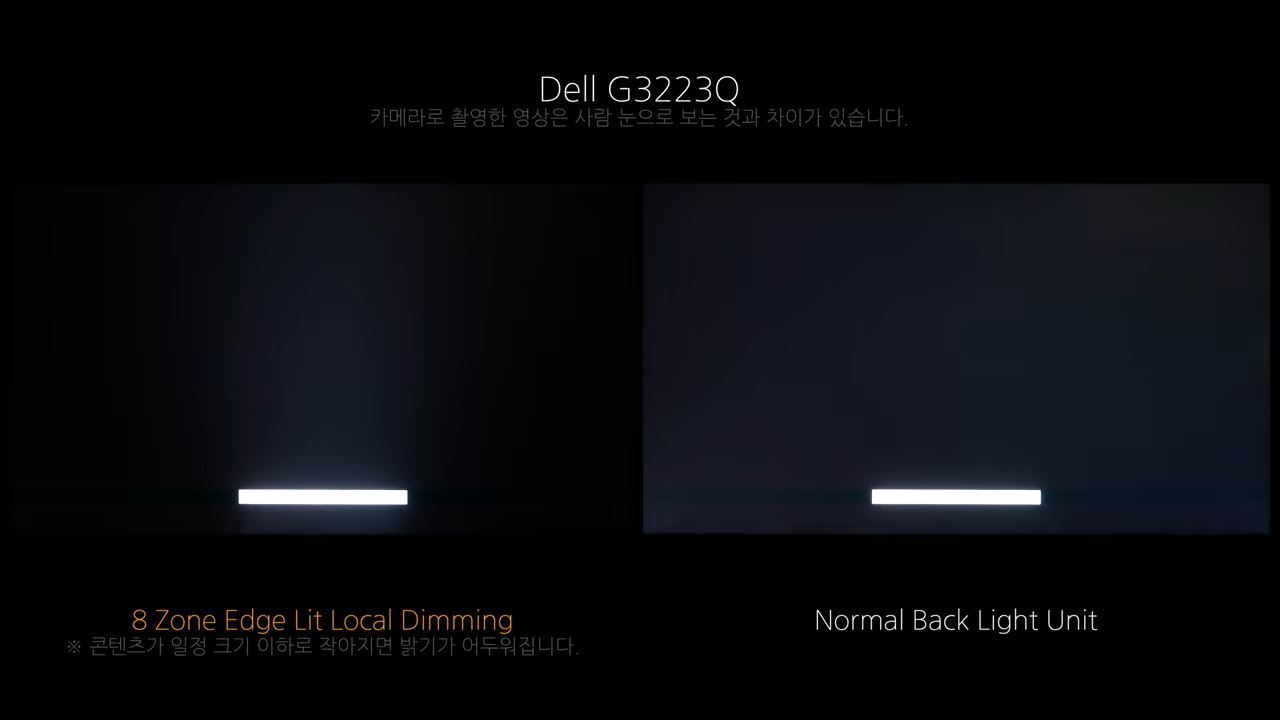 Dell G3223Q
카메라로 촬영한 영상은 사람 눈으로 보는 것과 차이가 있습니다.
8 Zone Edge Lit Local Dimming
※ 콘텐츠가 일정 크기 이하로 작아지면 밝기가 어두워집니다.
Normal Back Light Unit